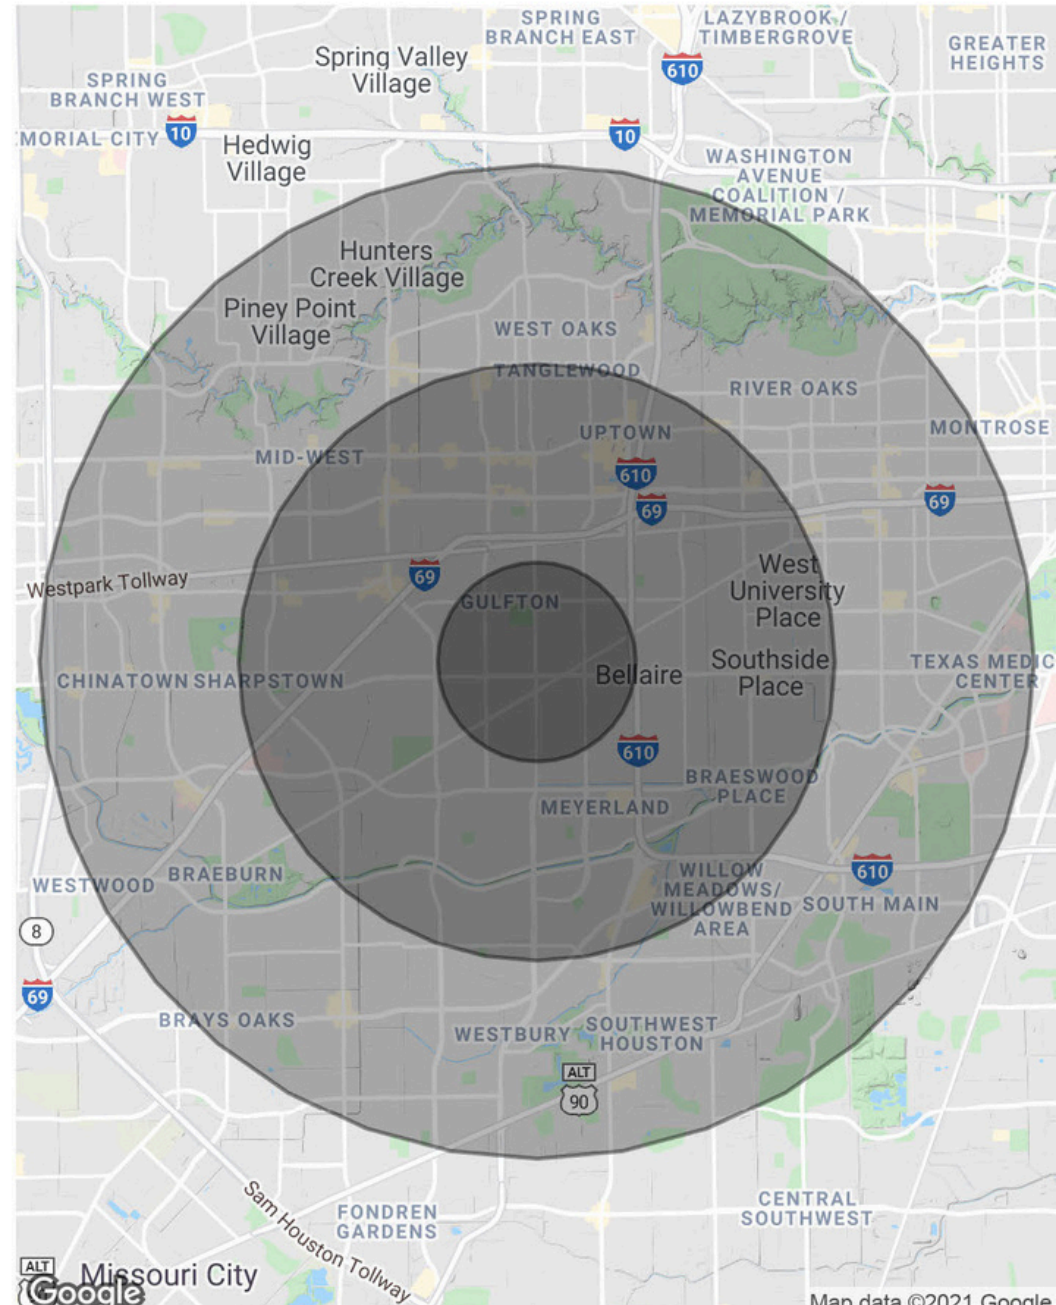 SPRING
BRANCH EAST
LAZYBROOK /
TIMBERGROVE
GREATER
HEIGHTS
Spring Valley
Village
610
SPRING
BRANCH WEST
MORIAL CITY
10
10
Hedwig
Village
WASHINGTON
AVENUE
COALITION /
MEMORIAL PARK
Hunters
Creek Village
Piney Point
Village
WEST OAKS
TANGLEWOOD
RIVER OAKS
UPTOWN
MONTROSE
MID-WEST
610
69
69
Westpark Tollway
69
GULFTON
West
University
Place
CHINATOWN
SHARPSTOWN
Bellaire
Southside
Place
TEXAS MEDIC
CENTER
610
BRAESWOOD
PLACE
MEYERLAND
WESTWOOD
BRAEBURN
WILLOW
MEADOWS/
WILLOWBEND
AREA
610
SOUTH MAIN
8
69
BRAYS OAKS
WESTBURY
SOUTHWEST
HOUSTON
ALT
90
Sam Houston Tollway
FONDREN
GARDENS
CENTRAL
SOUTHWEST
ALT
Missouri City
Google
Map data ©2021 Google